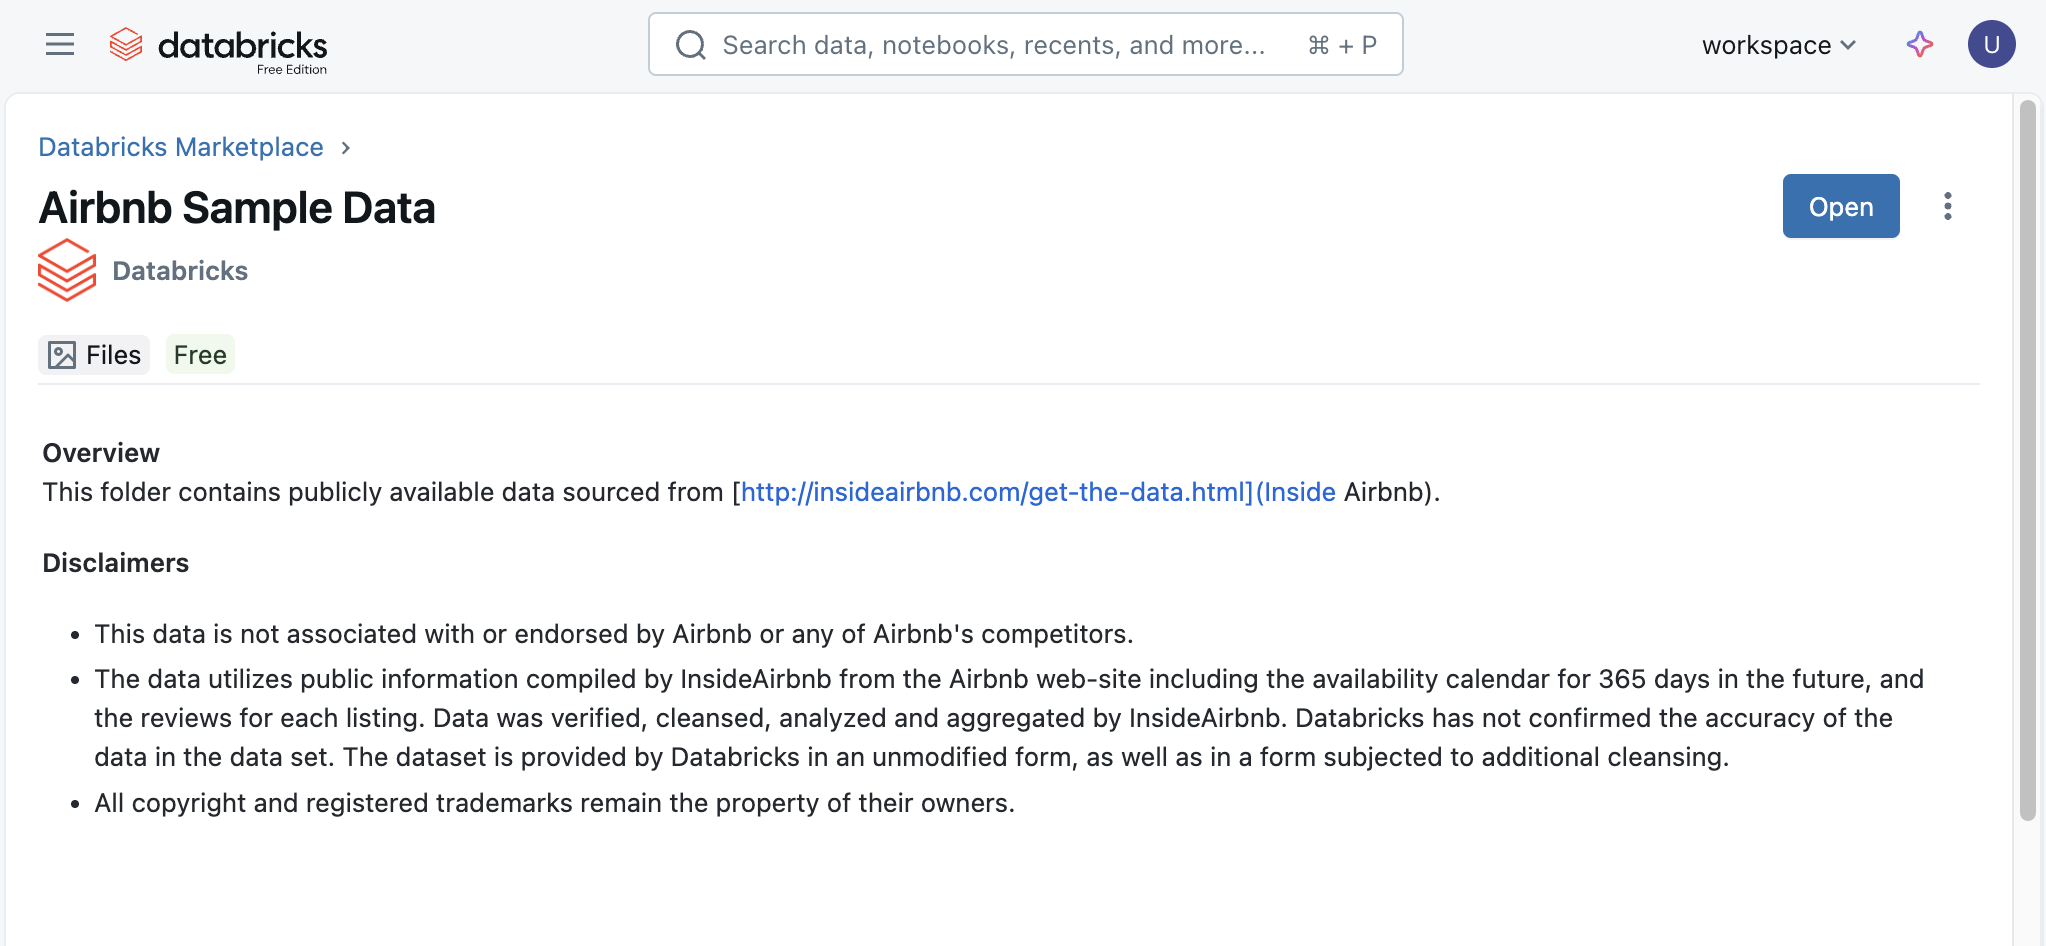 databricks
Free Edition
Search data, notebooks, recents, and more... ⌘ + P
workspace
U
Databricks Marketplace ›
Airbnb Sample Data
Open
Databricks
Files Free
Overview
This folder contains publicly available data sourced from [http://insideairbnb.com/get-the-data.html](Inside Airbnb).
Disclaimers
• This data is not associated with or endorsed by Airbnb or any of Airbnb's competitors.
• The data utilizes public information compiled by InsideAirbnb from the Airbnb web-site including the availability calendar for 365 days in the future, and
the reviews for each listing. Data was verified, cleansed, analyzed and aggregated by InsideAirbnb. Databricks has not confirmed the accuracy of the
data in the data set. The dataset is provided by Databricks in an unmodified form, as well as in a form subjected to additional cleansing.
• All copyright and registered trademarks remain the property of their owners.